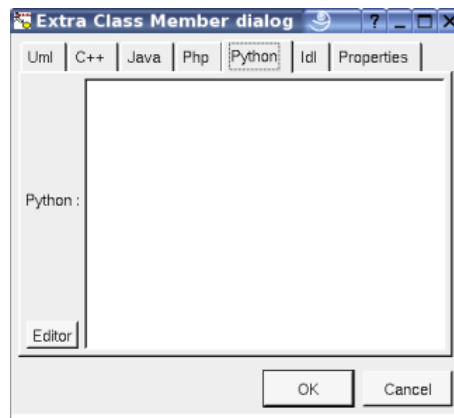 Extra Class Member dialog
Uml C++ Java Php Python Idl Properties
Python :
Editor
OK Cancel